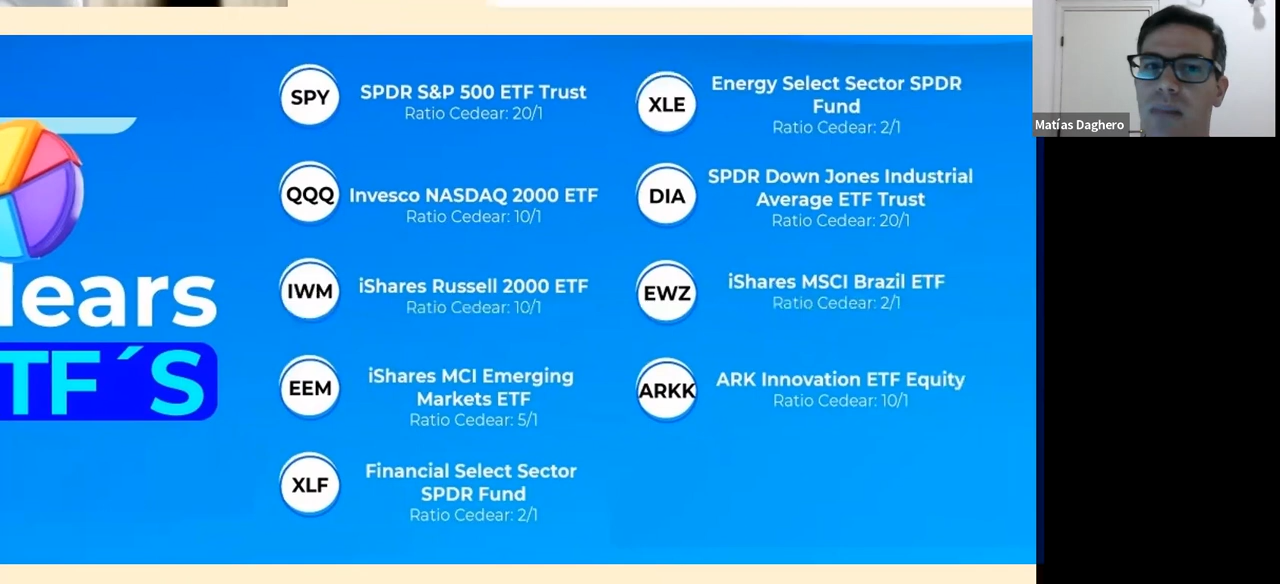 lears
TF´S
SPY
SPDR S&P 500 ETF Trust
Ratio Cedear: 20/1
QQQ
Invesco NASDAQ 2000 ETF
Ratio Cedear: 10/1
IWM
iShares Russell 2000 ETF
Ratio Cedear: 10/1
EEM
iShares MCI Emerging
Markets ETF
Ratio Cedear: 5/1
XLF
Financial Select Sector
SPDR Fund
Ratio Cedear: 2/1
XLE
Energy Select Sector SPDR
Fund
Ratio Cedear: 2/1
DIA
SPDR Down Jones Industrial
Average ETF Trust
Ratio Cedear: 20/1
EWZ
iShares MSCI Brazil ETF
Ratio Cedear: 2/1
ARKK
ARK Innovation ETF Equity
Ratio Cedear: 10/1
Matías Daghero